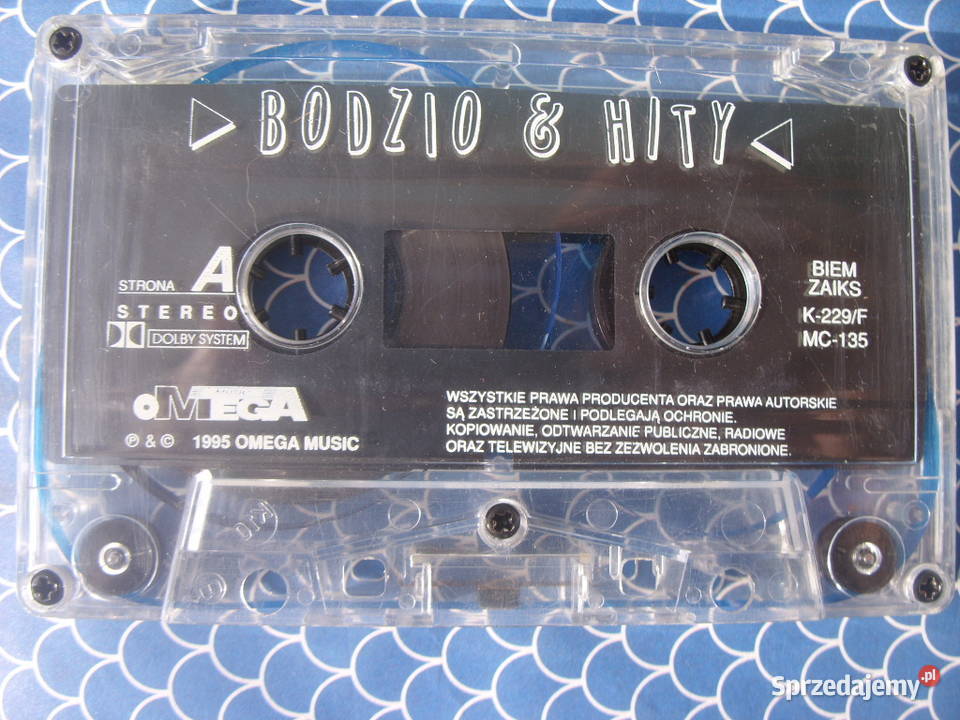 BODZIO & HITY
STRONA A
STEREO
DOLBY SYSTEM
BIEM
ZAIKS
K-229/F
MC-135
OMEGA
℗ & © 1995 OMEGA MUSIC
WSZYSTKIE PRAWA PRODUCENTA ORAZ PRAWA AUTORSKIE
SĄ ZASTRZEŻONE I PODLEGAJĄ OCHRONIE.
KOPIOWANIE, ODTWARZANIE PUBLICZNE, RADIOWE
ORAZ TELEWIZYJNE BEZ ZEZWOLENIA ZABRONIONE.
Sprzedajemy.pl